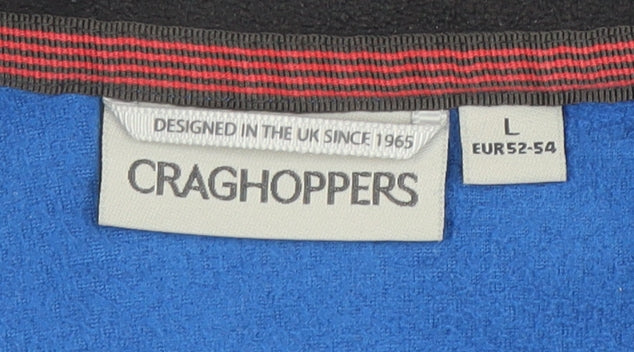 DESIGNED IN THE UK SINCE 1965
CRAGHOPPERS
L
EUR52-54